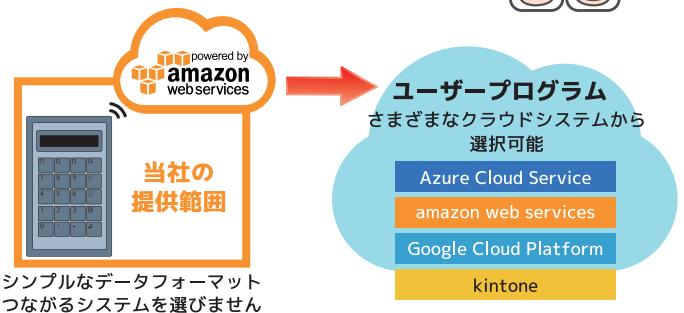 powered by
amazon
web services
当社の
提供範囲
シンプルなデータフォーマット
つながるシステムを選びません
ユーザープログラム
さまざまなクラウドシステムから
選択可能
Azure Cloud Service
amazon web services
Google Cloud Platform
kintone